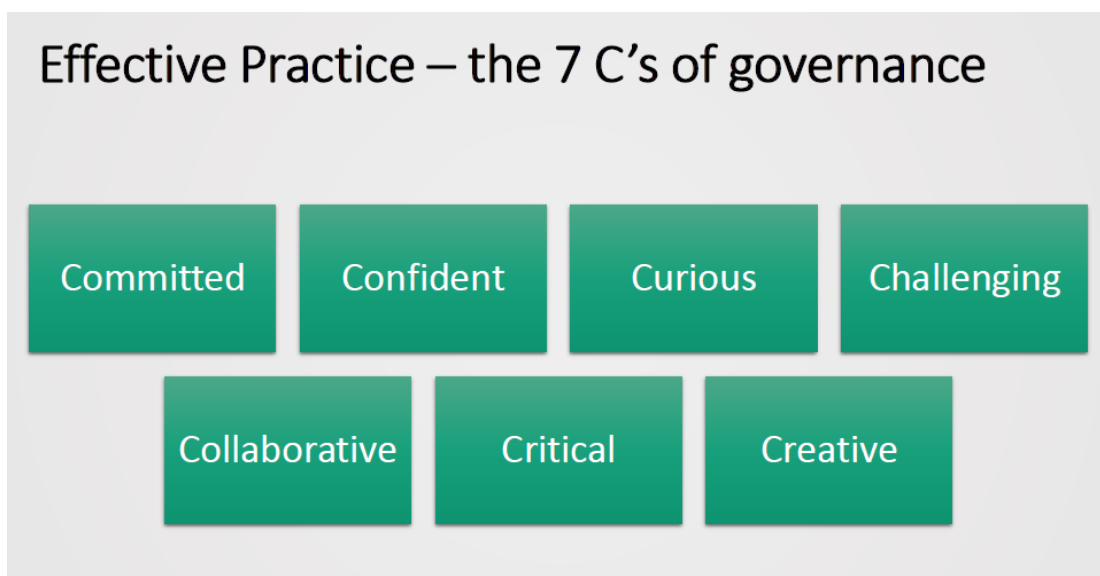 Effective Practice – the 7 C’s of governance
Committed
Confident
Curious
Challenging
Collaborative
Critical
Creative